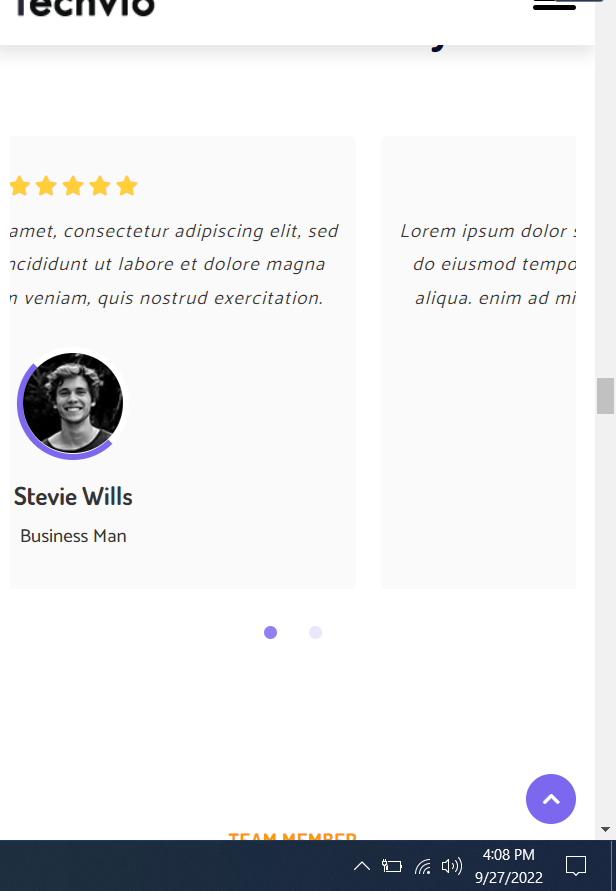 Techvio
amet, consectetur adipiscing elit, sed
ncididunt ut labore et dolore magna
veniam, quis nostrud exercitation.
Lorem ipsum dolor
do eiusmod tempo
aliqua. enim ad mi
Stevie Wills
Business Man
TEAM MEMBER
4:08 PM
9/27/2022